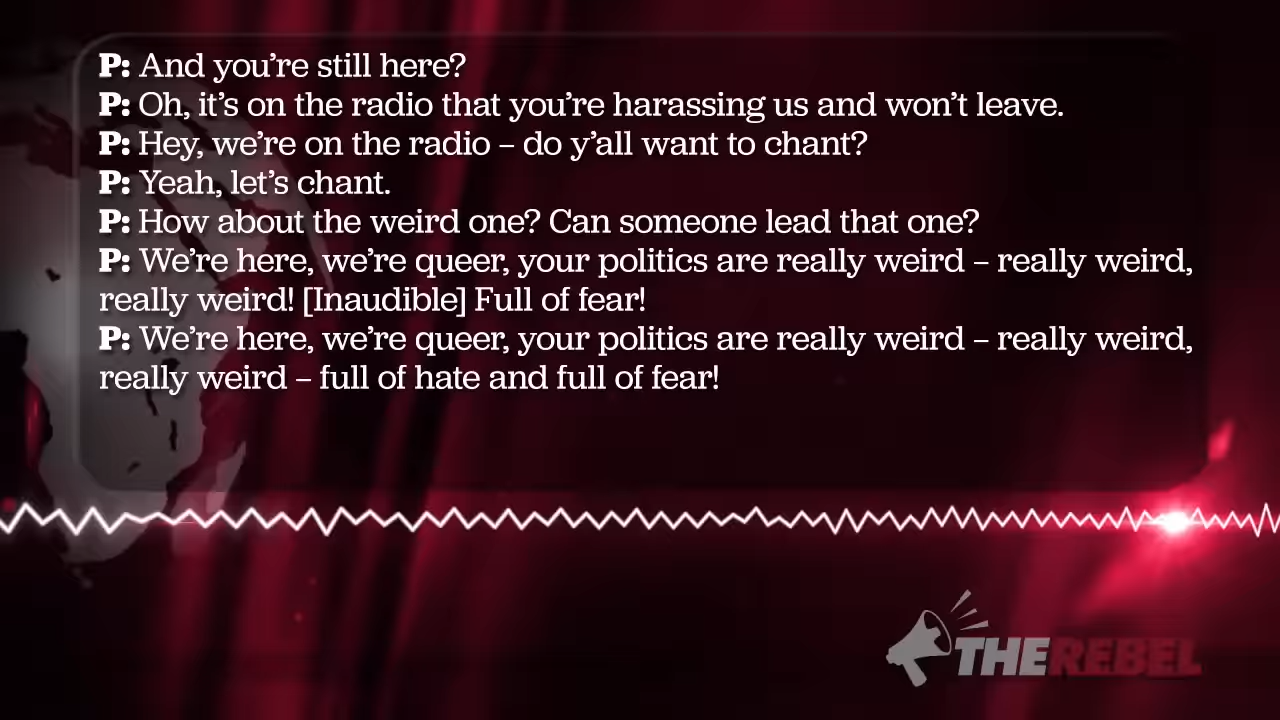 P: And you’re still here?
P: Oh, it’s on the radio that you’re harassing us and won’t leave.
P: Hey, we’re on the radio – do y’all want to chant?
P: Yeah, let’s chant.
P: How about the weird one? Can someone lead that one?
P: We’re here, we’re queer, your politics are really weird – really weird,
really weird! [Inaudible] Full of fear!
P: We’re here, we’re queer, your politics are really weird – really weird,
really weird – full of hate and full of fear!
THEREBEL